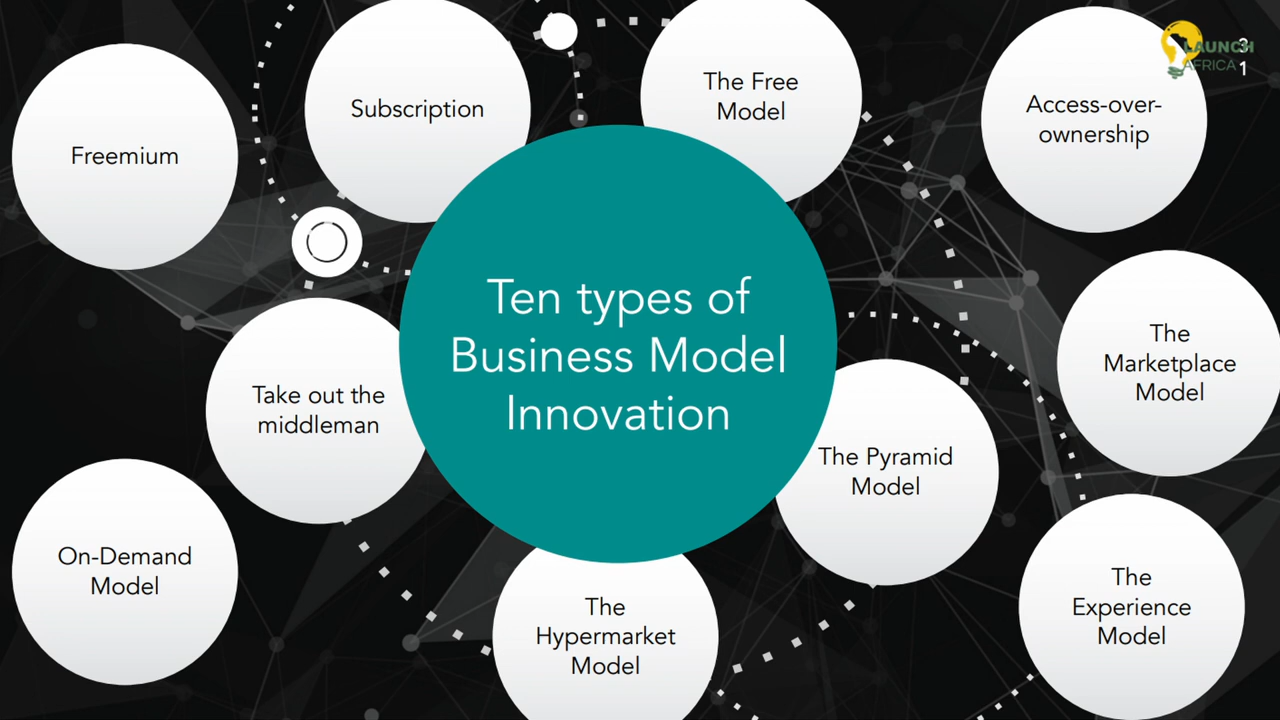 Freemium
Subscription
The Free
Model
Access-over-
ownership
LAUNCH
AFRICA
3
1
Ten types of
Business Model
Innovation
Take out the
middleman
The
Marketplace
Model
The Pyramid
Model
On-Demand
Model
The
Hypermarket
Model
The
Experience
Model